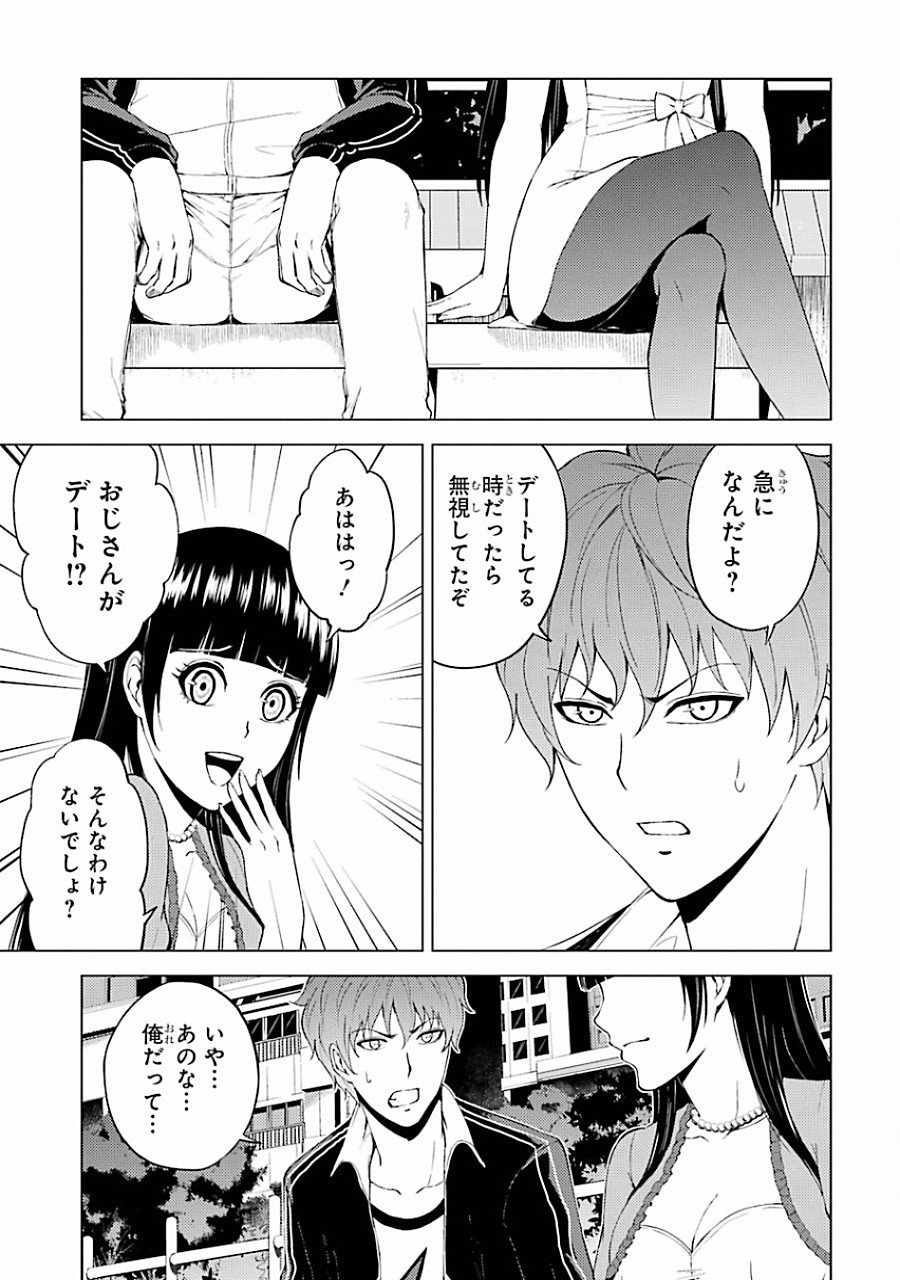 急に
なんだよ?
デートしてる
時だったら
無視してたぞ
あははっ!
おじさんが
デート!?
そんなわけ
ないでしょ?
いや…
あのな…
俺だって…